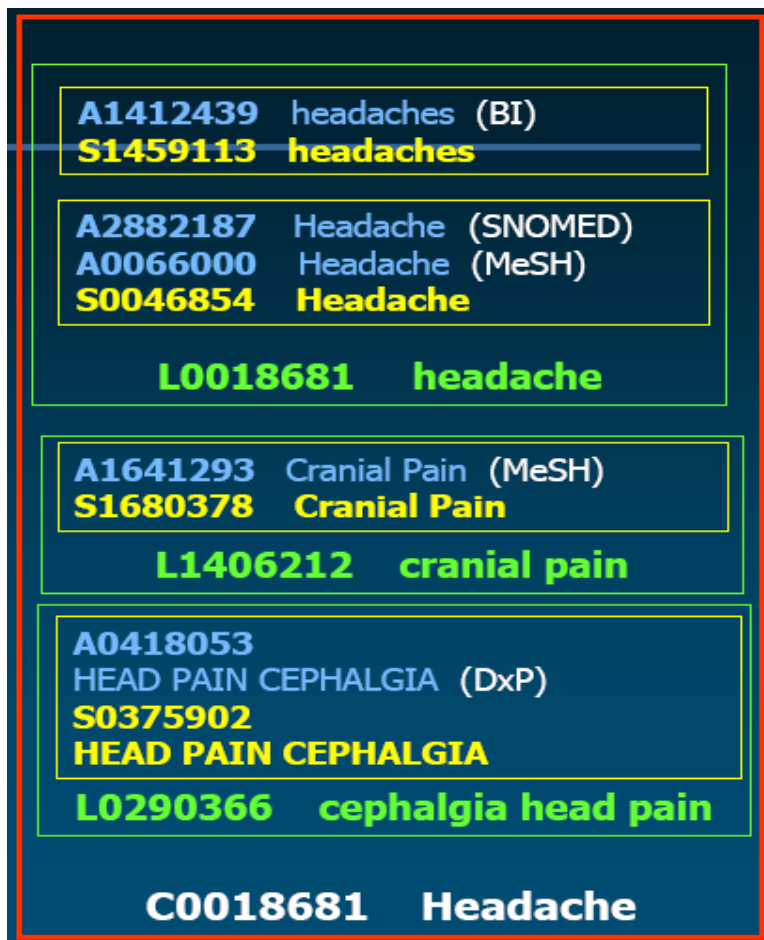 A1412439 headaches (BI)
S1459113 headaches
A2882187 Headache (SNOMED)
A0066000 Headache (MeSH)
S0046854 Headache
L0018681 headache
A1641293 Cranial Pain (MeSH)
S1680378 Cranial Pain
L1406212 cranial pain
A0418053
HEAD PAIN CEPHALGIA (DxP)
S0375902
HEAD PAIN CEPHALGIA
L0290366 cephalgia head pain
C0018681 Headache